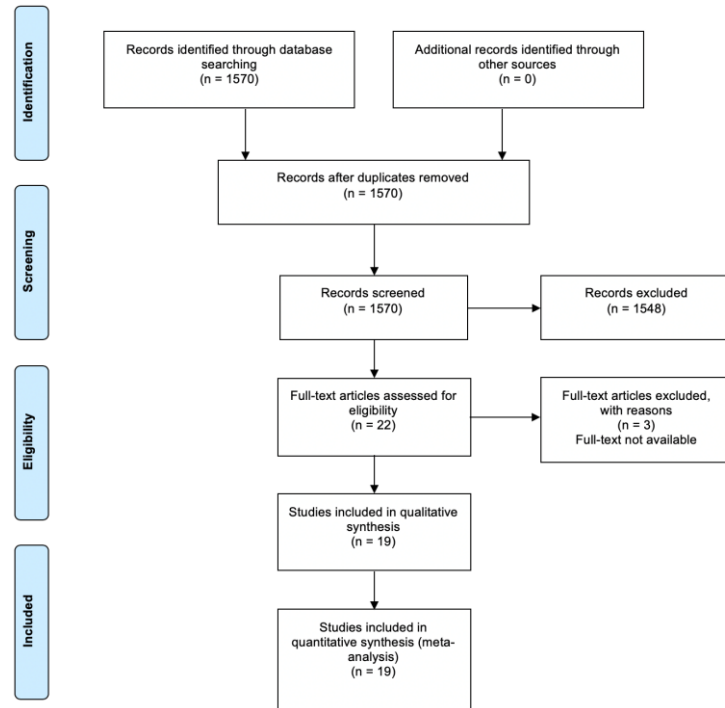 Identification
Records identified through database
searching
(n = 1570)
Additional records identified through
other sources
(n = 0)
Records after duplicates removed
(n = 1570)
Screening
Records screened
(n = 1570)
Records excluded
(n = 1548)
Eligibility
Full-text articles assessed for
eligibility
(n = 22)
Full-text articles excluded,
with reasons
(n = 3)
Full-text not available
Studies included in qualitative
synthesis
(n = 19)
Included
Studies included in
quantitative synthesis (meta-
analysis)
(n = 19)